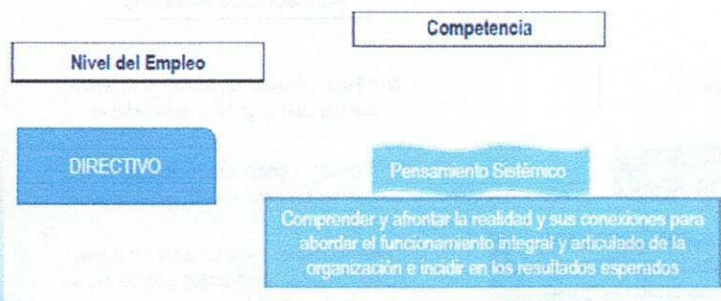 Competencia
Nivel del Empleo
DIRECTIVO
Pensamiento Sistémico
Comprender y afrontar la realidad y sus conexiones para
abordar el funcionamiento integral y articulado de la
organización e incidir en los resultados esperados